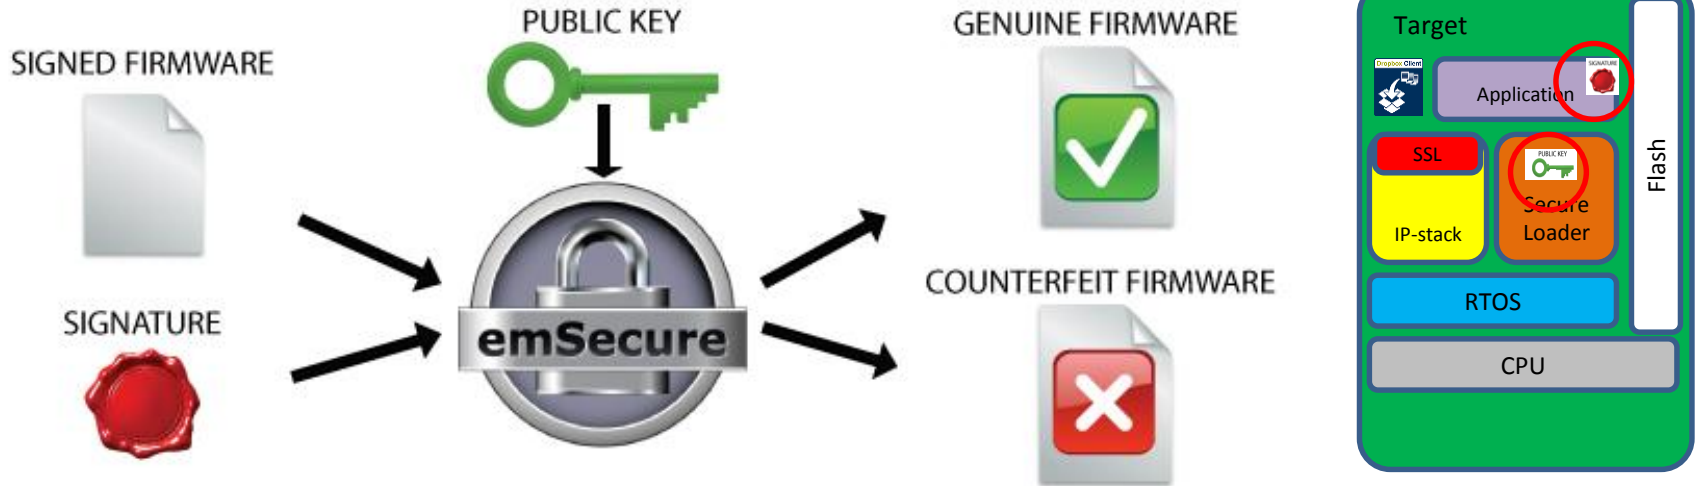 SIGNED FIRMWARE
SIGNATURE
PUBLIC KEY
emSecure
GENUINE FIRMWARE
COUNTERFEIT FIRMWARE
Target
Dropbox Client
Application
SIGNATURE
SSL
IP-stack
PUBLIC KEY
Secure
Loader
Flash
RTOS
CPU